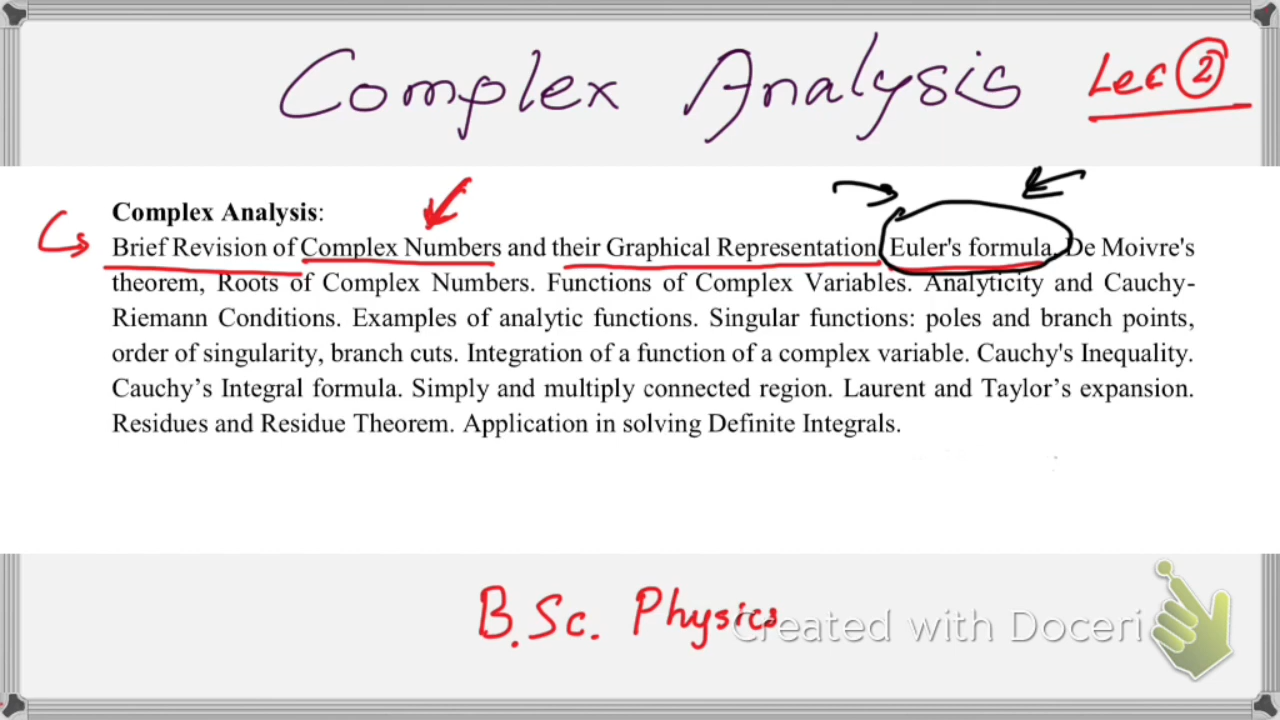 Complex Analysis Lec 2
Complex Analysis:
Brief Revision of Complex Numbers and their Graphical Representation, Euler's formula, De Moivre's
theorem, Roots of Complex Numbers. Functions of Complex Variables. Analyticity and Cauchy-
Riemann Conditions. Examples of analytic functions. Singular functions: poles and branch points,
order of singularity, branch cuts. Integration of a function of a complex variable. Cauchy's Inequality.
Cauchy’s Integral formula. Simply and multiply connected region. Laurent and Taylor’s expansion.
Residues and Residue Theorem. Application in solving Definite Integrals.
B.Sc. Physics
Created with Doceri